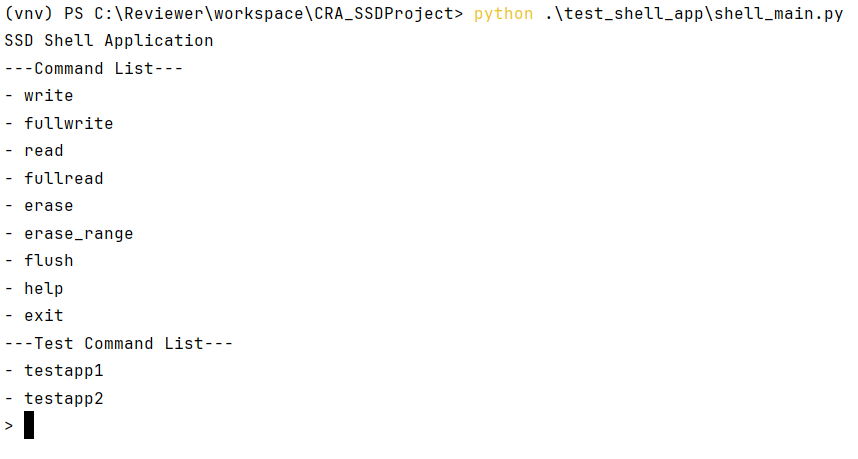 (vnv) PS C:\Reviewer\workspace\CRA_SSDProject> python .\test_shell_app\shell_main.py
SSD Shell Application
---Command List---
- write
- fullwrite
- read
- fullread
- erase
- erase_range
- flush
- help
- exit
---Test Command List---
- testapp1
- testapp2
>